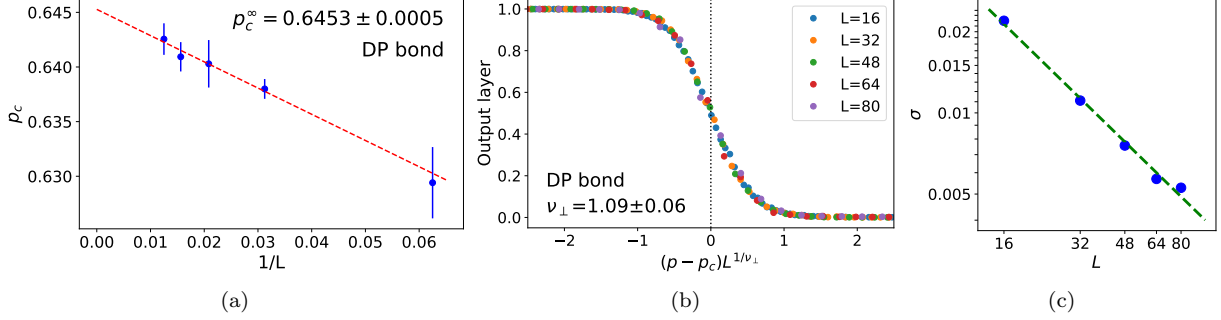 0.645
0.640
0.635
0.630
p_c
0.00 0.01 0.02 0.03 0.04 0.05 0.06
1/L
p_c^∞ = 0.6453 ± 0.0005
DP bond
(a)
1.0
0.8
0.6
0.4
0.2
0.0
Output layer
−2 −1 0 1 2
(p − p_c)L^{1/ν_⊥}
L=16
L=32
L=48
L=64
L=80
DP bond
ν_⊥=1.09±0.06
(b)
0.02
0.015
0.01
0.005
σ
16 32 48 64 80
L
(c)